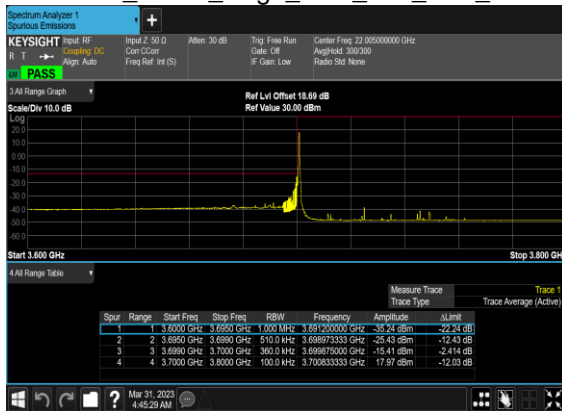 Spectrum Analyzer 1
Spurious Emissions
+
KEYSIGHT Input: RF Input Z: 50 Ω Atten: 30 dB Trig: Free Run Center Freq: 22.005000000 GHz
R T Coupling: DC Corr CCorr Gate: Off Avg|Hold: 300/300
Align: Auto Freq Ref: Int (S) IF Gain: Low Radio Std: None
PASS
3 All Range Graph
Ref Lvl Offset 18.69 dB
Scale/Div 10.0 dB Ref Value 30.00 dBm
Log
20.0
10.0
0.00
-10.0
-20.0
-30.0
-40.0
-50.0
-60.0
Start 3.600 GHz Stop 3.800 GH
4 All Range Table
Measure Trace Trace 1
Trace Type Trace Average (Active)
Spur Range Start Freq Stop Freq RBW Frequency Amplitude ΔLimit
1 1 3.6000 GHz 3.6950 GHz 1.000 MHz 3.691200000 GHz -35.24 dBm -22.24 dB
2 2 3.6950 GHz 3.6990 GHz 510.0 kHz 3.698973333 GHz -25.43 dBm -12.43 dB
3 3 3.6990 GHz 3.7000 GHz 360.0 kHz 3.699875000 GHz -15.41 dBm -2.414 dB
4 4 3.7000 GHz 3.8000 GHz 100.0 kHz 3.700833333 GHz 17.97 dBm -12.03 dB
? Mar 31, 2023
4:45:29 AM